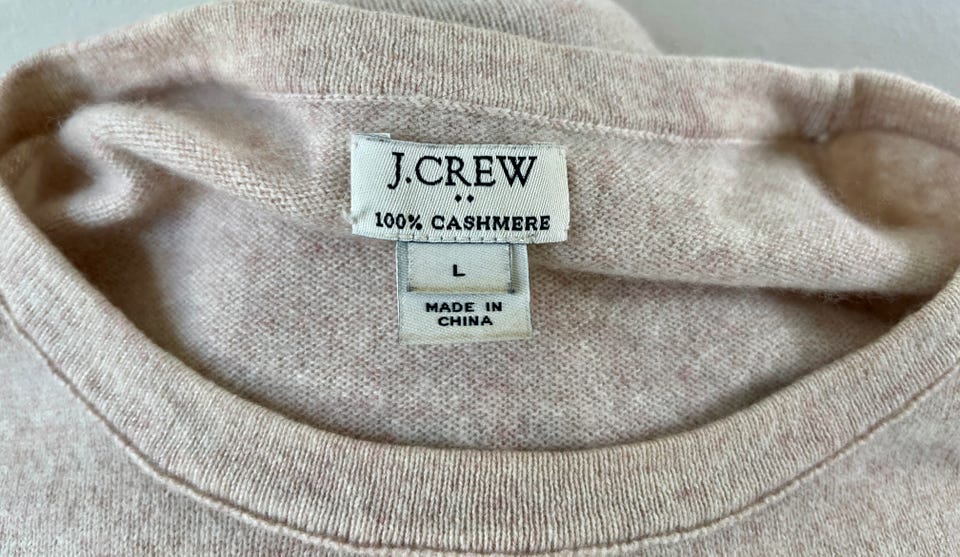 J.CREW
100% CASHMERE
L
MADE IN
CHINA